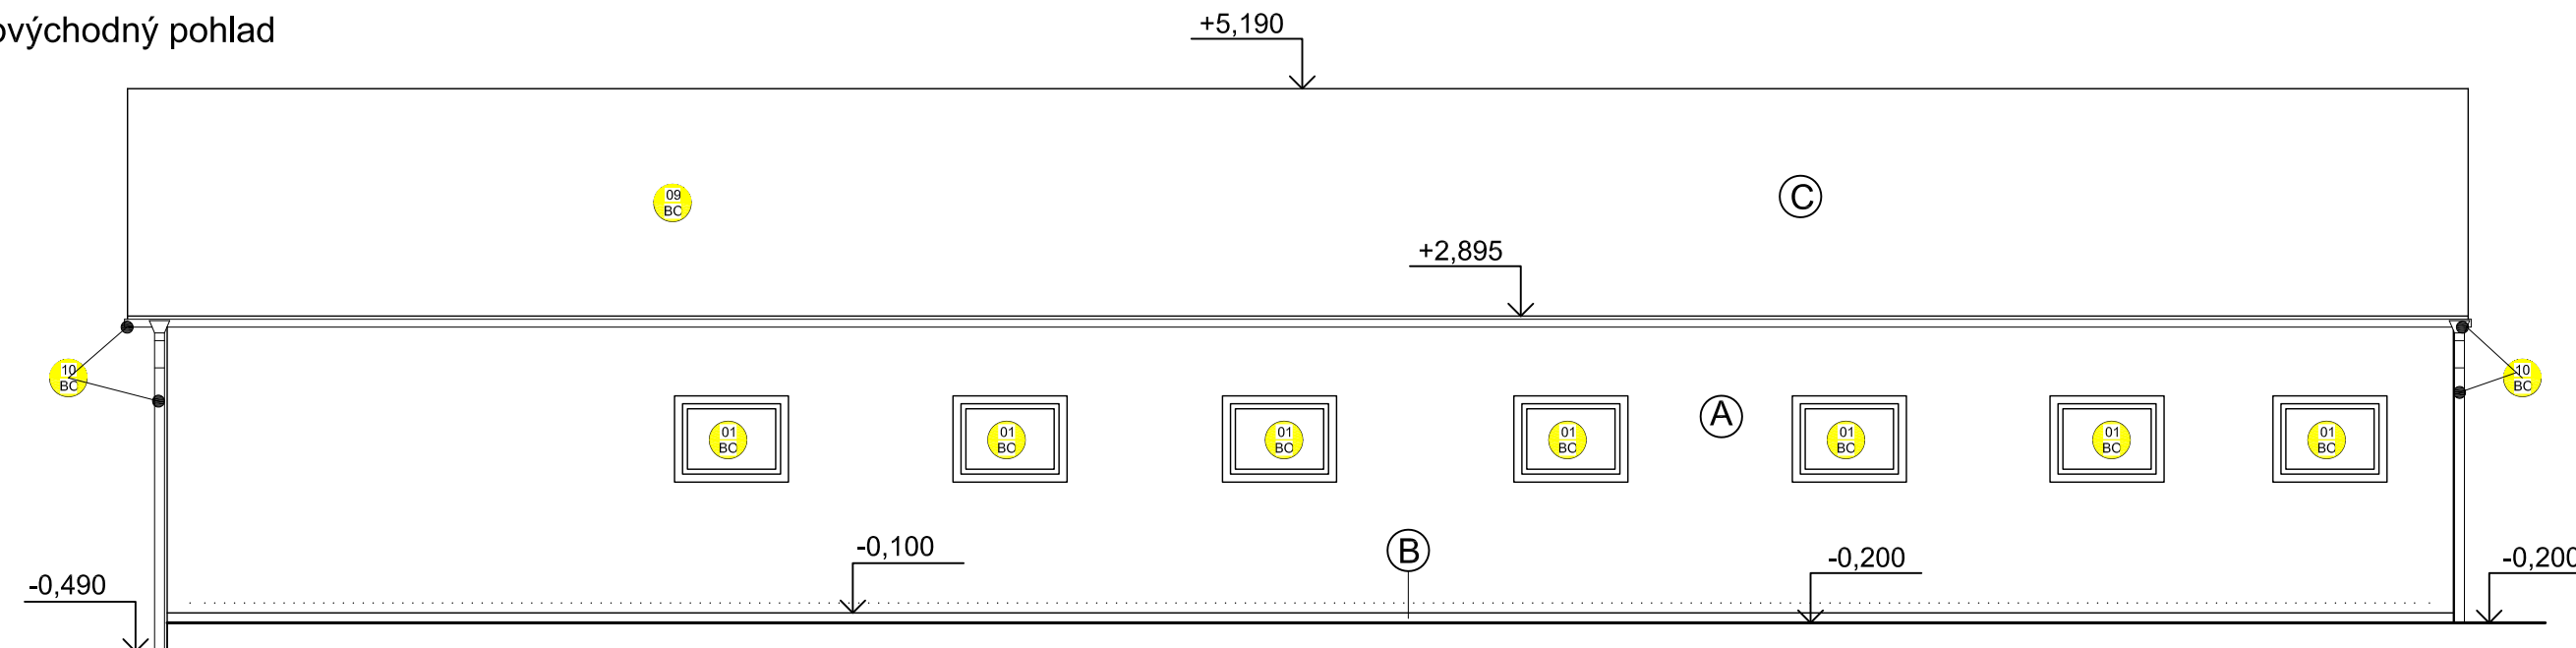 ovýchodný pohlad
+5,190
09
BC
C
+2,895
10
BC
10
BC
A
01
BC
01
BC
01
BC
01
BC
01
BC
01
BC
01
BC
-0,100
B
-0,200
-0,200
-0,490